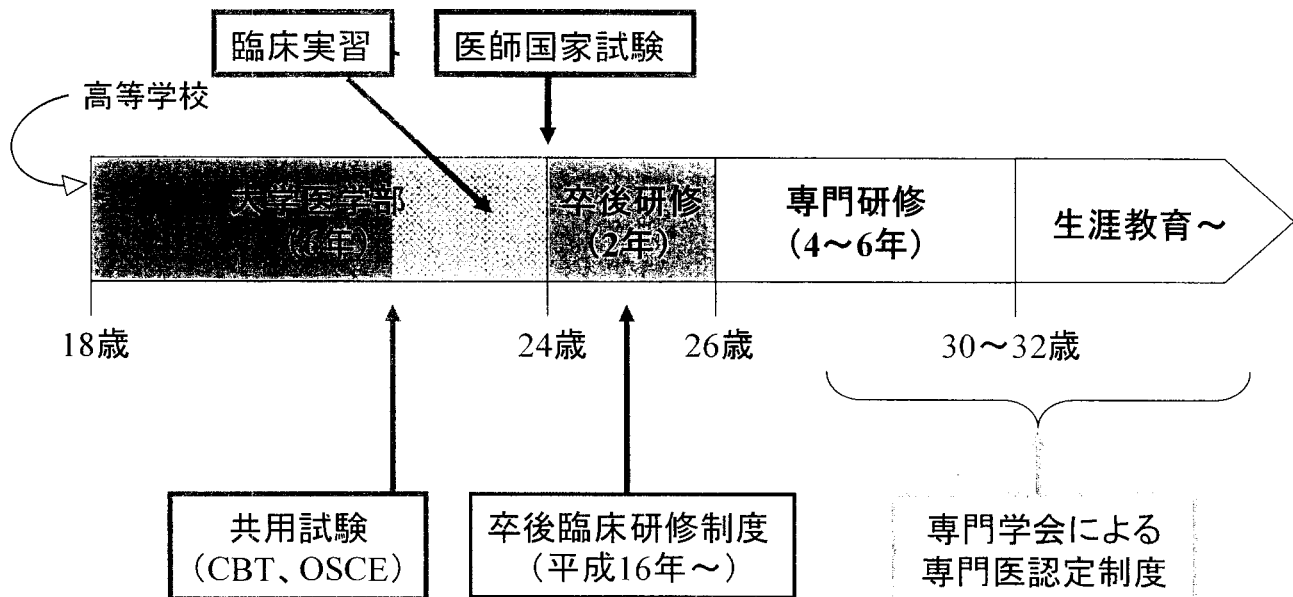 臨床実習
医師国家試験
高等学校
大学医学部
(6年)
卒後研修
(2年)
専門研修
(4～6年)
生涯教育～
18歳
24歳
26歳
30～32歳
共用試験
(CBT、OSCE)
卒後臨床研修制度
(平成16年～)
専門学会による
専門医認定制度